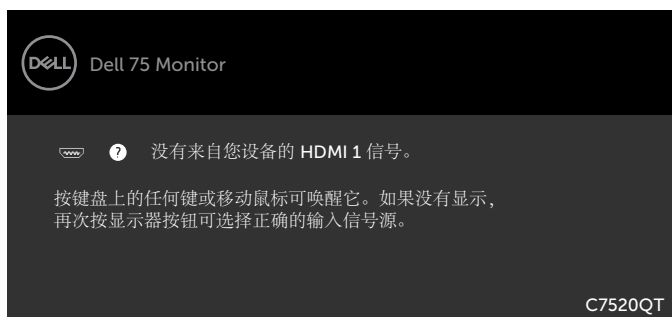 DELL
Dell 75 Monitor
? 没有来自您设备的 HDMI 1 信号。
按键盘上的任何键或移动鼠标可唤醒它。如果没有显示，
再次按显示器按钮可选择正确的输入信号源。
C7520QT